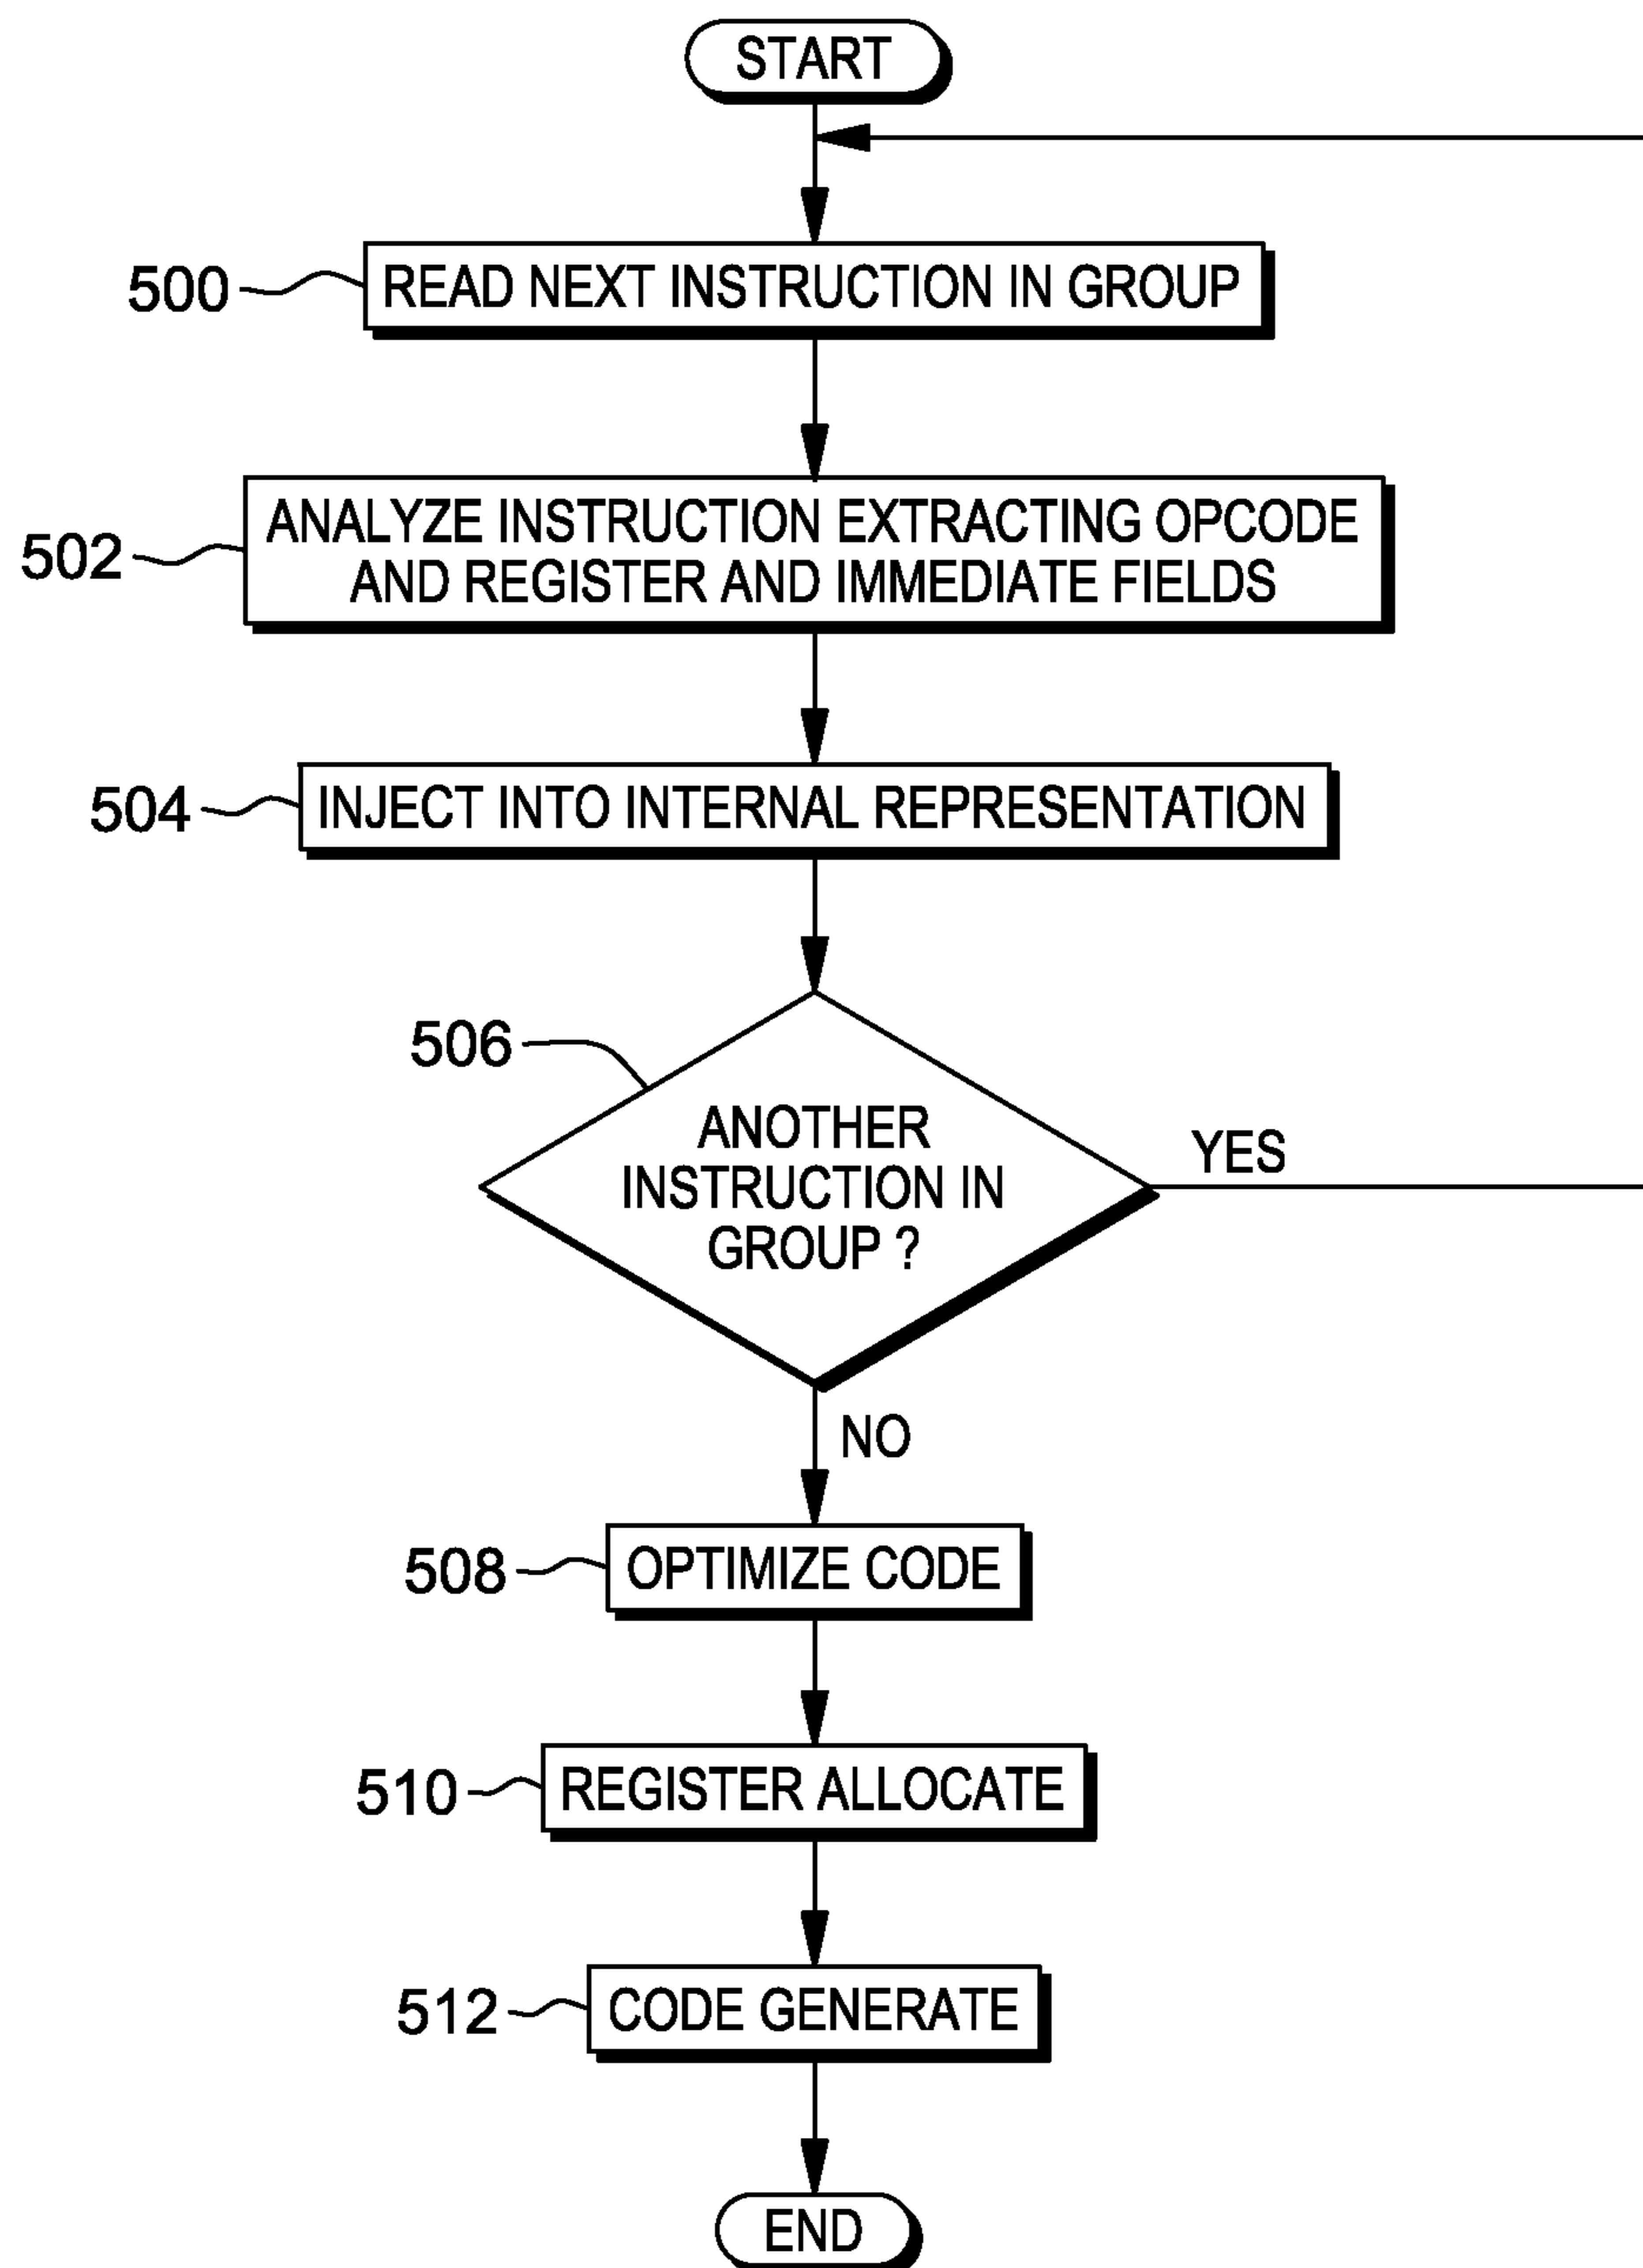 START
500
READ NEXT INSTRUCTION IN GROUP
502
ANALYZE INSTRUCTION EXTRACTING OPCODE
AND REGISTER AND IMMEDIATE FIELDS
504
INJECT INTO INTERNAL REPRESENTATION
506
ANOTHER
INSTRUCTION IN
GROUP ?
YES
NO
508
OPTIMIZE CODE
510
REGISTER ALLOCATE
512
CODE GENERATE
END